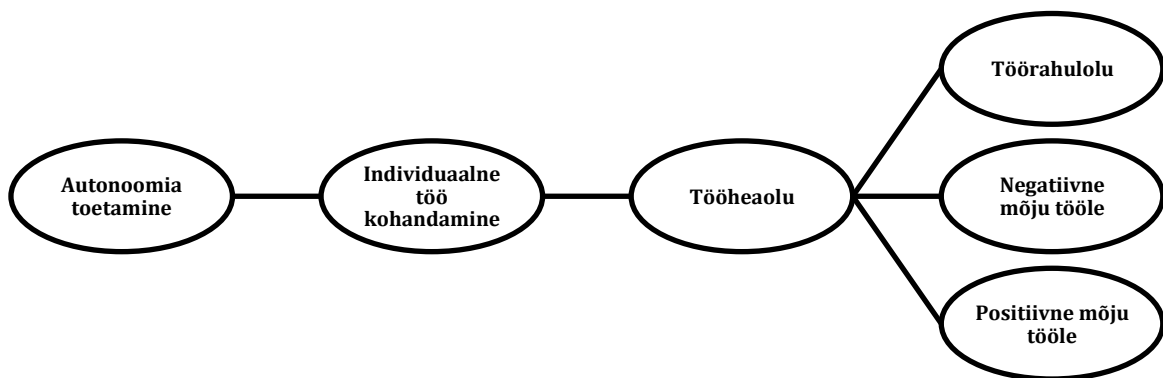 Autonoomia
toetamine
Individuaalne
töö
kohandamine
Tööheaolu
Töörahulolu
Negatiivne
mõju tööle
Positiivne mõju
tööle